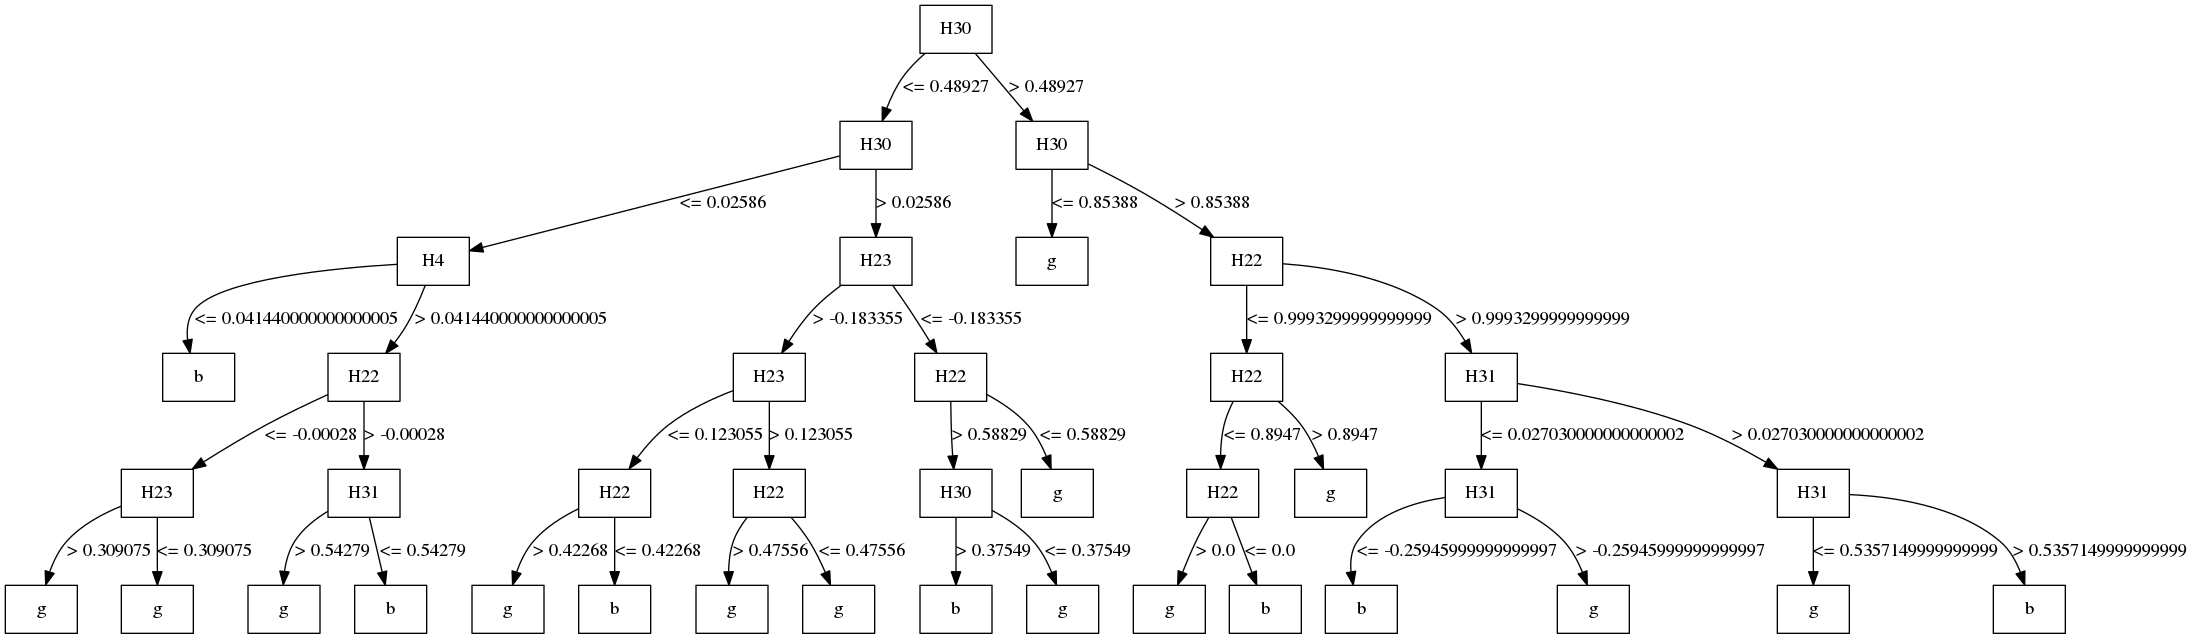 H30
<= 0.48927 > 0.48927
H30 H30
<= 0.02586 > 0.02586 <= 0.85388 > 0.85388
H4 H23 g H22
<= 0.041440000000000005 > 0.041440000000000005 > -0.183355 <= -0.183355 <= 0.9993299999999999 > 0.9993299999999999
b H22 H23 H22 H22 H31
<= -0.00028 > -0.00028 <= 0.123055 > 0.123055 > 0.58829 <= 0.58829 <= 0.8947 > 0.8947 <= 0.027030000000000002 > 0.027030000000000002
H23 H31 H22 H22 H30 g H22 g H31 H31
> 0.309075 <= 0.309075 > 0.54279 <= 0.54279 > 0.42268 <= 0.42268 > 0.47556 <= 0.47556 > 0.37549 <= 0.37549 > 0.0 <= 0.0 <= -0.25945999999999997 > -0.25945999999999997 <= 0.5357149999999999 > 0.5357149999999999
g g g b g b g g b g g b b g g b